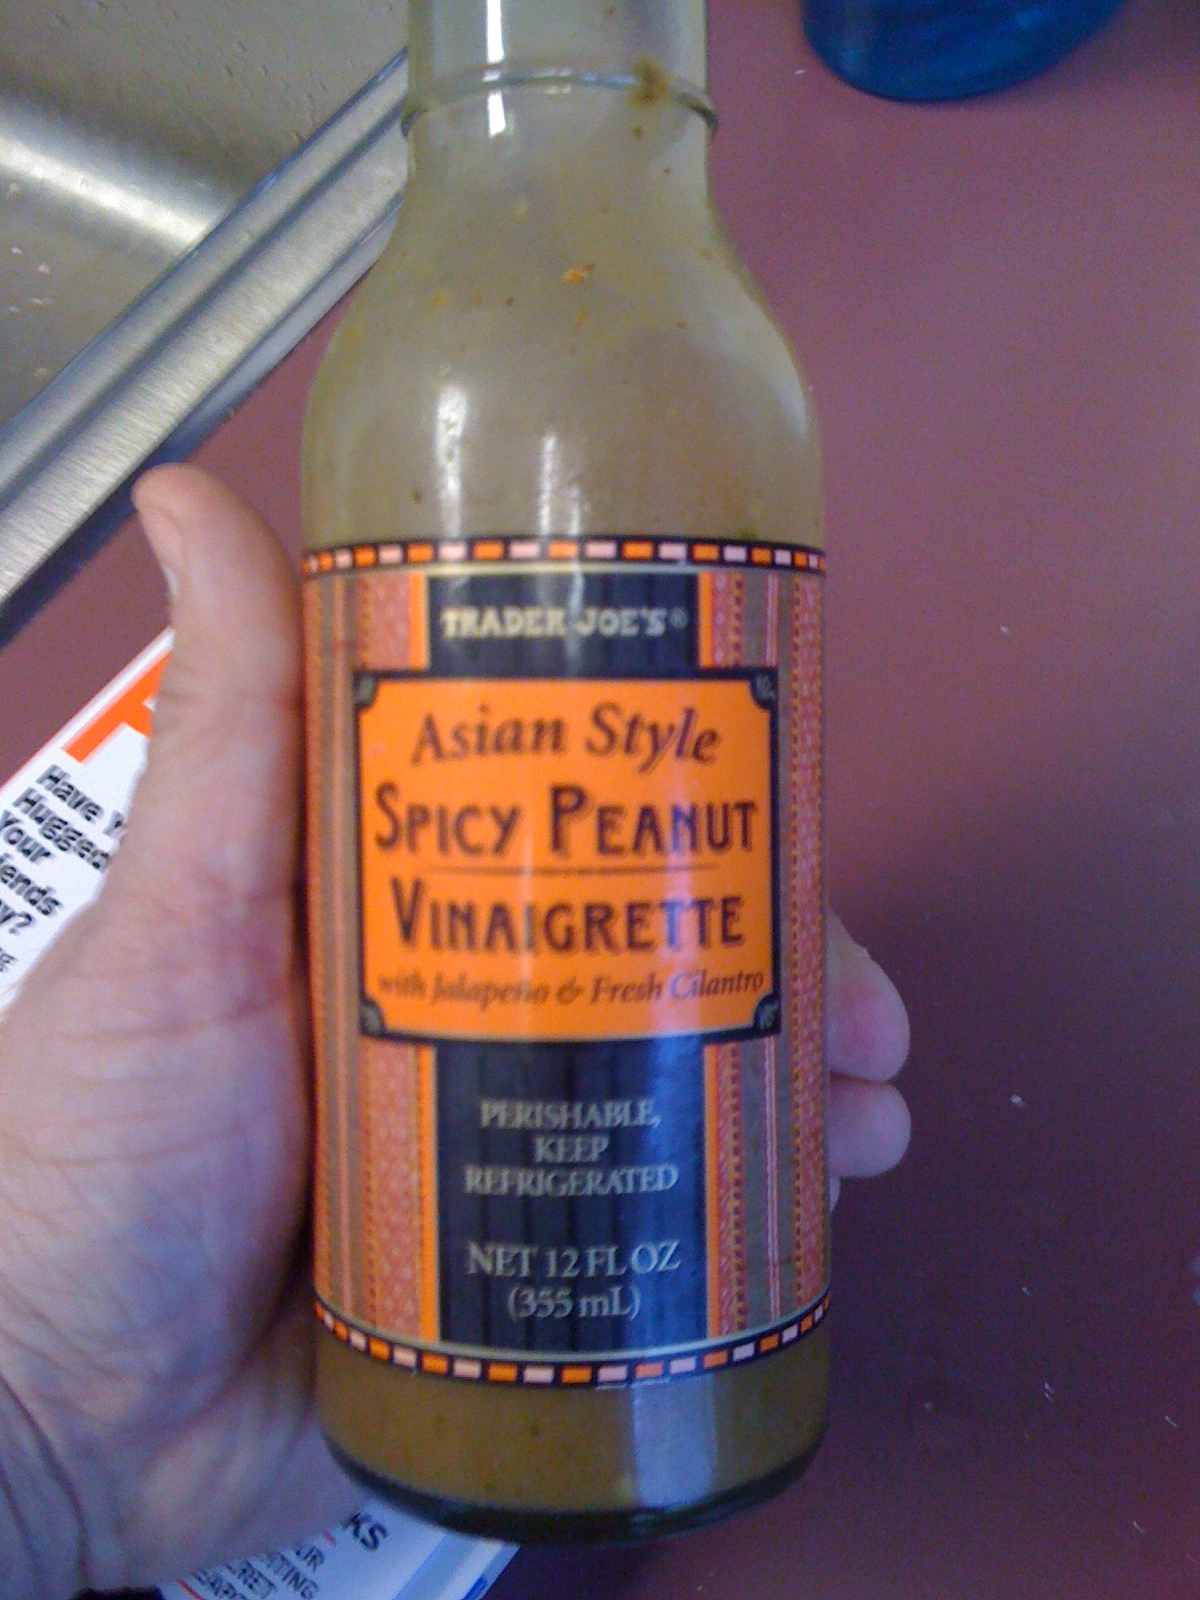 TRADER JOE'S®
Asian Style
SPICY PEANUT
VINAIGRETTE
with Jalapeño & Fresh Cilantro
PERISHABLE,
KEEP
REFRIGERATED
NET 12 FL OZ
(355 mL)
Have
Hugged
Your